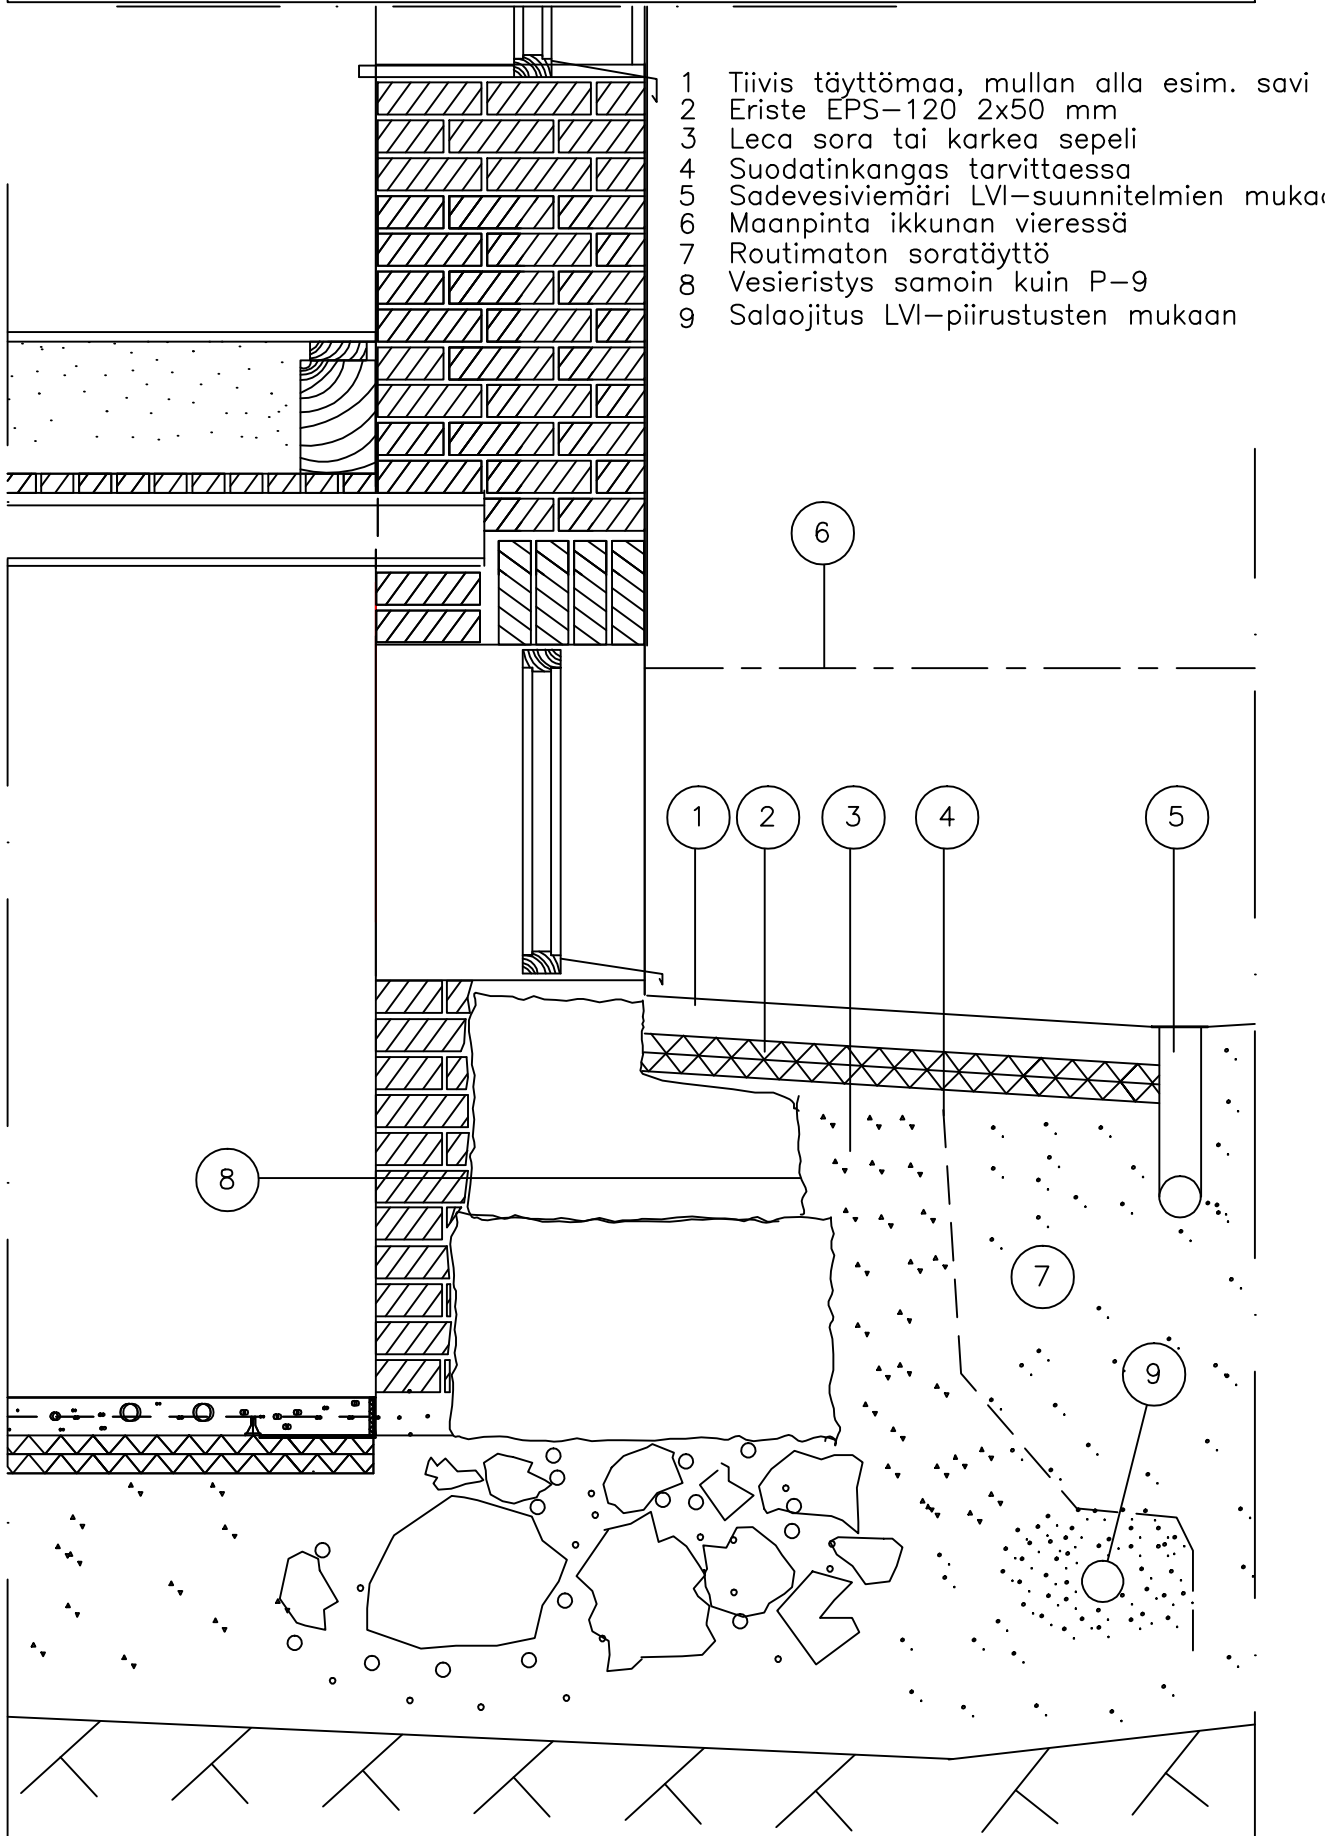 1 Tiivis täyttömaa, mullan alla esim. savi
2 Eriste EPS-120 2x50 mm
3 Leca sora tai karkea sepeli
4 Suodatinkangas tarvittaessa
5 Sadevesiviemäri LVI-suunnitelmien
6 Maanpinta ikkunan vieressä
7 Routimaton soratäyttö
8 Vesieristys samoin kuin P-9
9 Salaojitus LVI-piirustusten mukaan
6
1 2 3 4 5
8
7
9